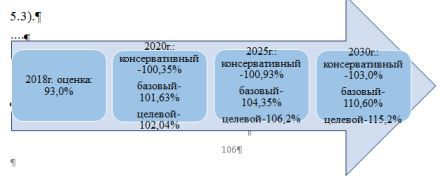 5.3).¶
....¶
2018г. оценка:
93,0%
2020г.:
консервативный
-100,35%
базовый-
101,63%
целевой-
102,04%
2025г.:
консервативный
-100,93%
базовый-
104,35%
целевой-106,2%
2030г.:
консервативный
-103,0%
базовый-
110,60%
целевой-115,2%
¶
106¶
¶